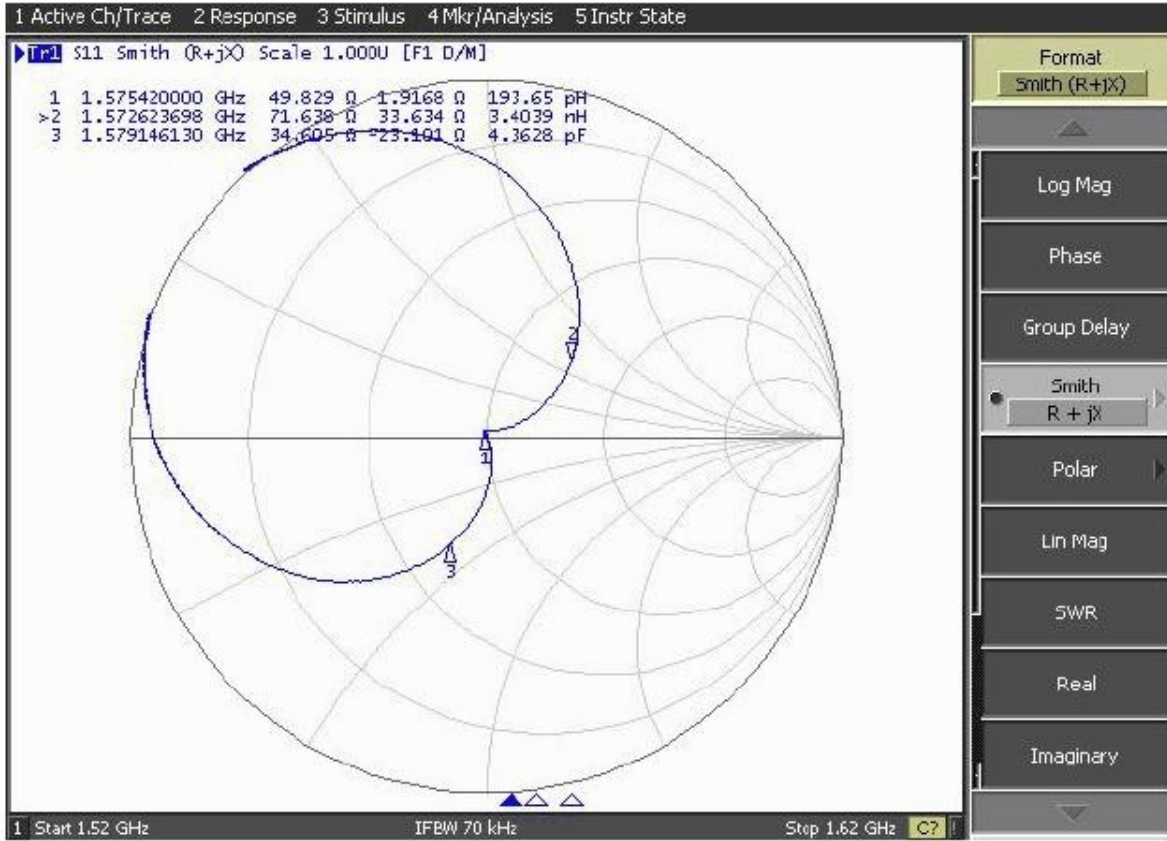 1 Active Ch/Trace 2 Response 3 Stimulus 4 Mkr/Analysis 5 Instr State
Tr1 S11 Smith (R+jX) Scale 1.000U [F1 D/M]
1 1.575420000 GHz 49.829 Ω 1.9168 Ω 193.65 pH
>2 1.572623698 GHz 71.638 Ω 33.634 Ω 3.4039 nH
3 1.579146130 GHz 34.605 Ω -23.101 Ω 4.3628 pF
2
1
3
1 Start 1.52 GHz IFBW 70 kHz Stop 1.62 GHz C? !
Format
Smith (R+jX)
Log Mag
Phase
Group Delay
Smith
R + jX
Polar
Lin Mag
SWR
Real
Imaginary